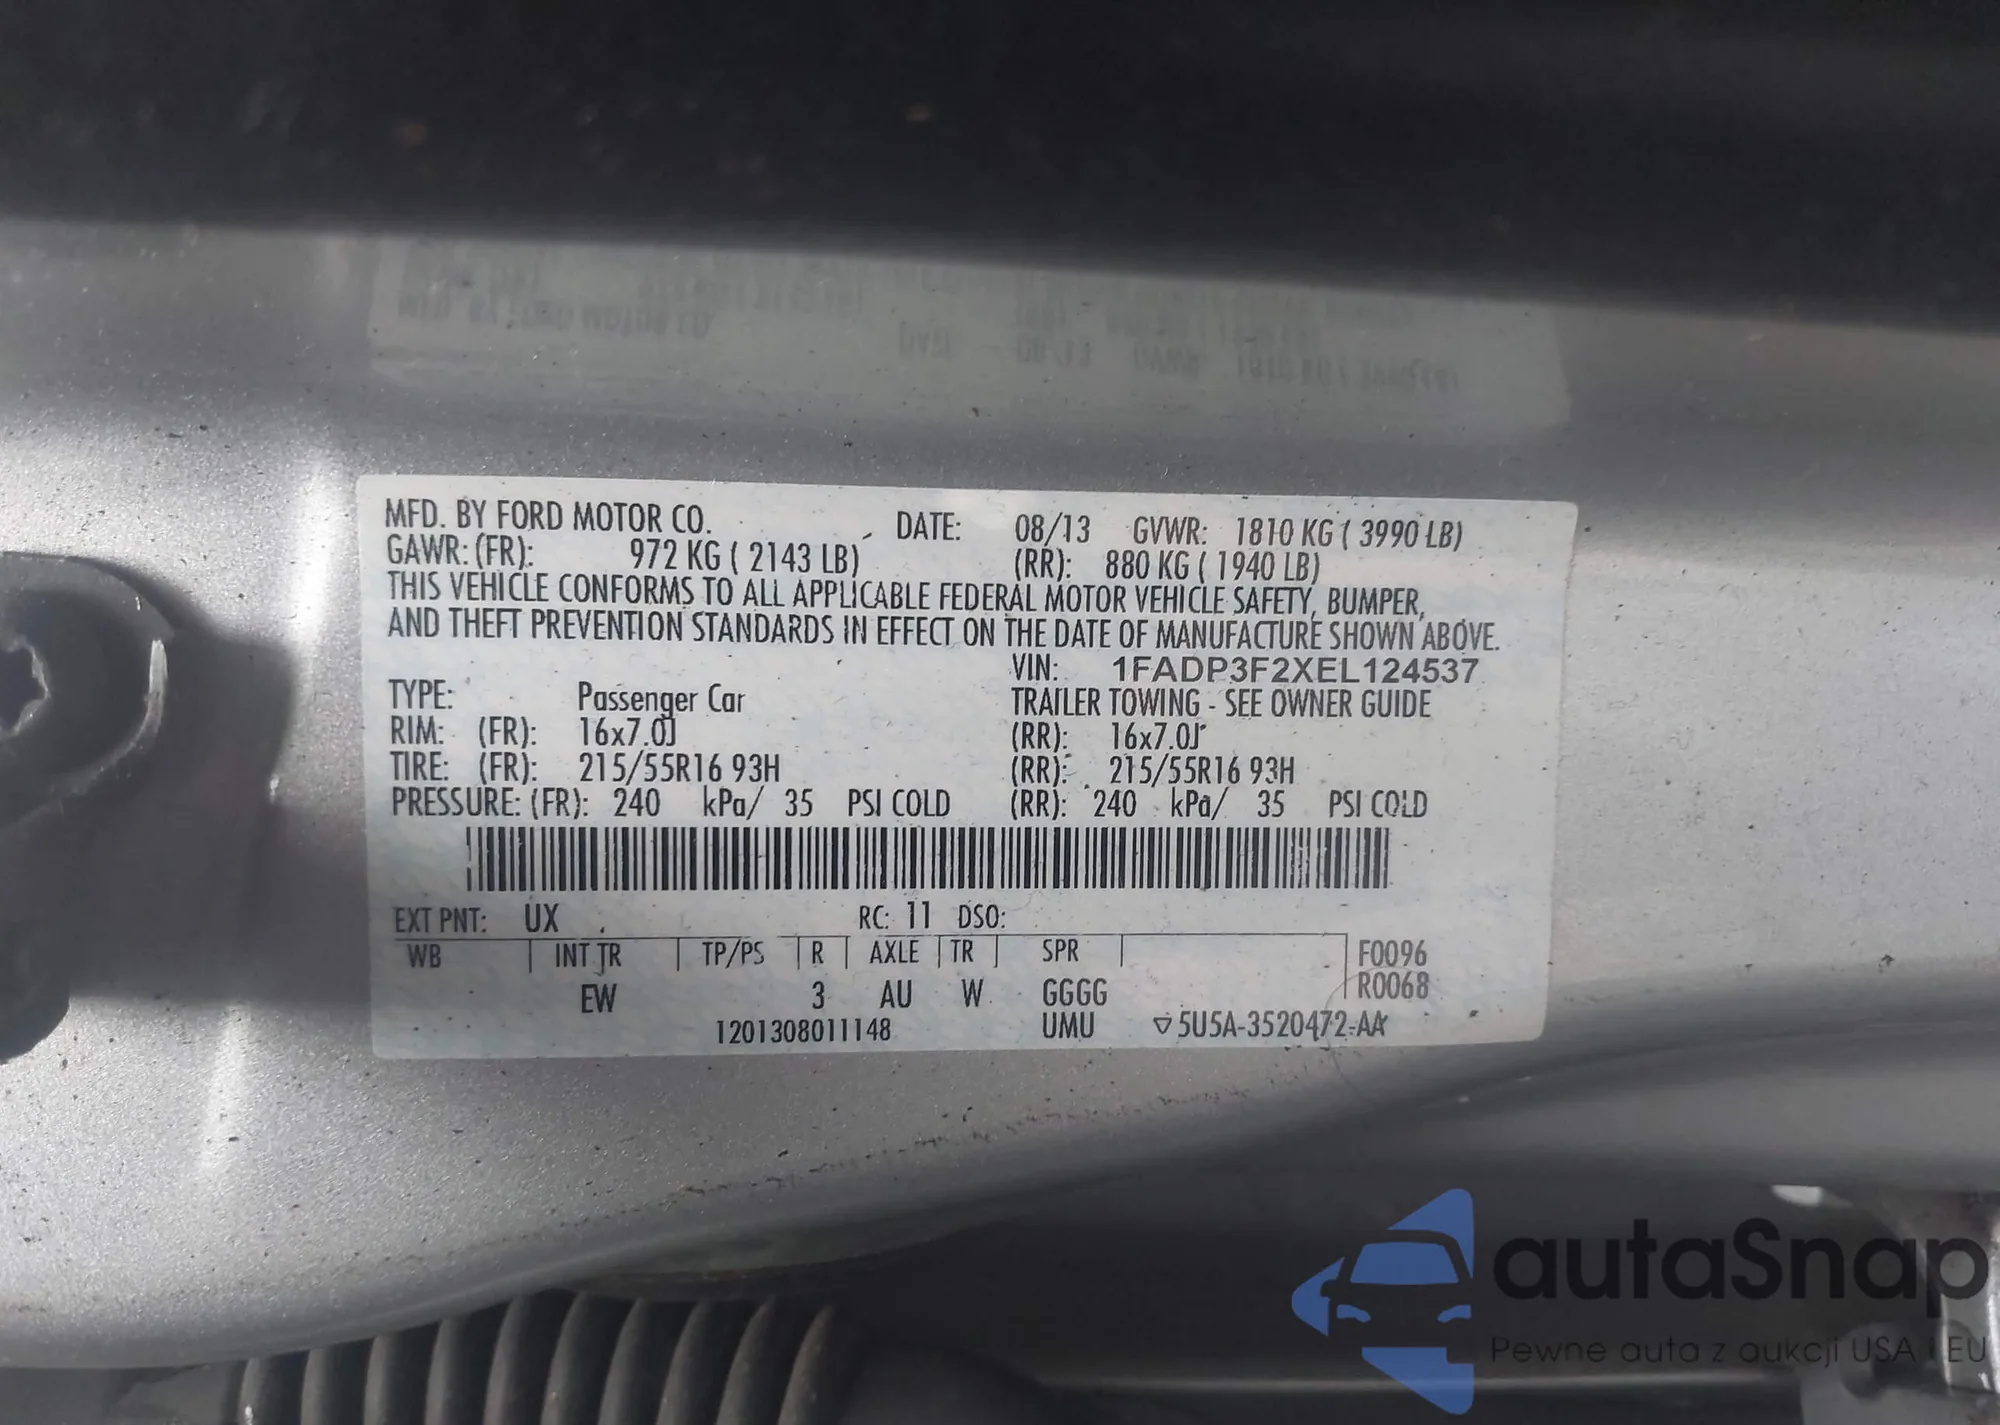 MFD. BY FORD MOTOR CO. DATE: 08/13 GVWR: 1810 KG ( 3990 LB)
GAWR: (FR): 972 KG ( 2143 LB) (RR): 880 KG ( 1940 LB)
THIS VEHICLE CONFORMS TO ALL APPLICABLE FEDERAL MOTOR VEHICLE SAFETY, BUMPER,
AND THEFT PREVENTION STANDARDS IN EFFECT ON THE DATE OF MANUFACTURE SHOWN ABOVE.
VIN: 1FADP3F2XEL124537
TYPE: Passenger Car TRAILER TOWING - SEE OWNER GUIDE
RIM: (FR): 16x7.0J (RR): 16x7.0J
TIRE: (FR): 215/55R16 93H (RR): 215/55R16 93H
PRESSURE: (FR): 240 kPa/ 35 PSI COLD (RR): 240 kPa/ 35 PSI COLD
EXT PNT: UX RC: 11 DSO:
WB INT TR TP/PS R AXLE TR SPR F0096
EW 3 AU W GGGG R0068
1201308011148 UMU ▽5U5A-3520472-AA
autaSnap
Pewne auta z aukcji USA i EU